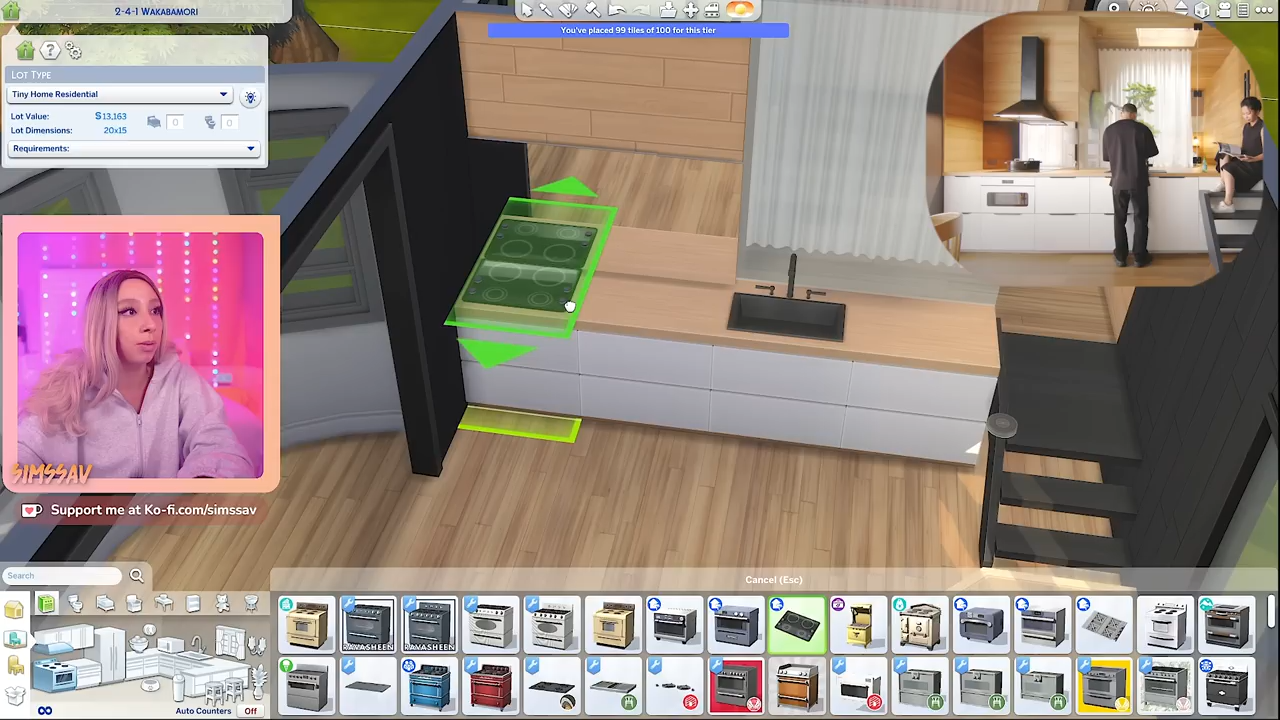 2-4-1 Wakabamori
You've placed 99 tiles of 100 for this tier
Lot Type
Tiny Home Residential
Lot Value: §13,163
0
0
Lot Dimensions: 20x15
Requirements:
SIMSSAV
Support me at Ko-fi.com/simssav
Search
Cancel (Esc)
RAVASHEEN
RAVASHEEN
Auto Counters Off